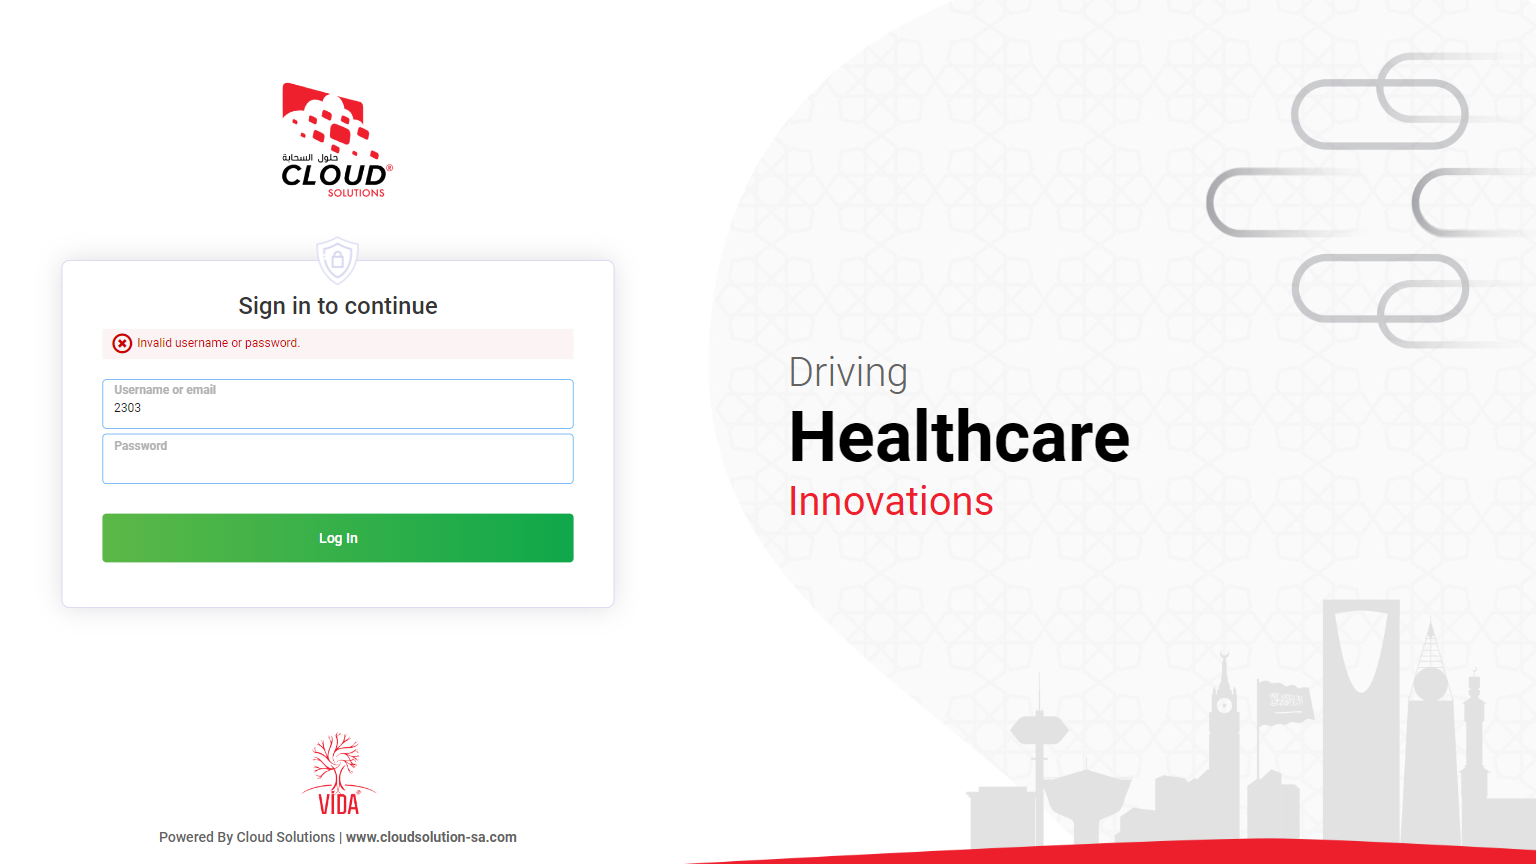 حلول السحابة
CLOUD®
SOLUTIONS
Sign in to continue
Invalid username or password.
Username or email
2303
Password
Log In
Driving
Healthcare
Innovations
VIDA®
Powered By Cloud Solutions | www.cloudsolution-sa.com